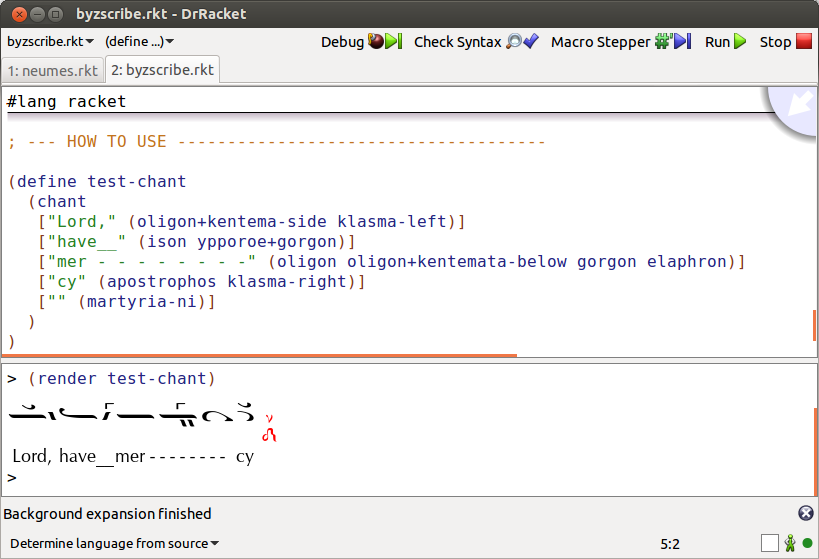 byzscribe.rkt - DrRacket
byzscribe.rkt (define ...) Debug Check Syntax Macro Stepper Run Stop
1: neumes.rkt 2: byzscribe.rkt
#lang racket
; --- HOW TO USE -------------------------------------
(define test-chant
(chant
["Lord," (oligon+kentema-side klasma-left)]
["have__" (ison ypporoe+gorgon)]
["mer - - - - - - - -" (oligon oligon+kentemata-below gorgon elaphron)]
["cy" (apostrophos klasma-right)]
["" (martyria-ni)]
)
)
> (render test-chant)
Lord, have__mer - - - - - - - - cy
>
Background expansion finished
Determine language from source 5:2